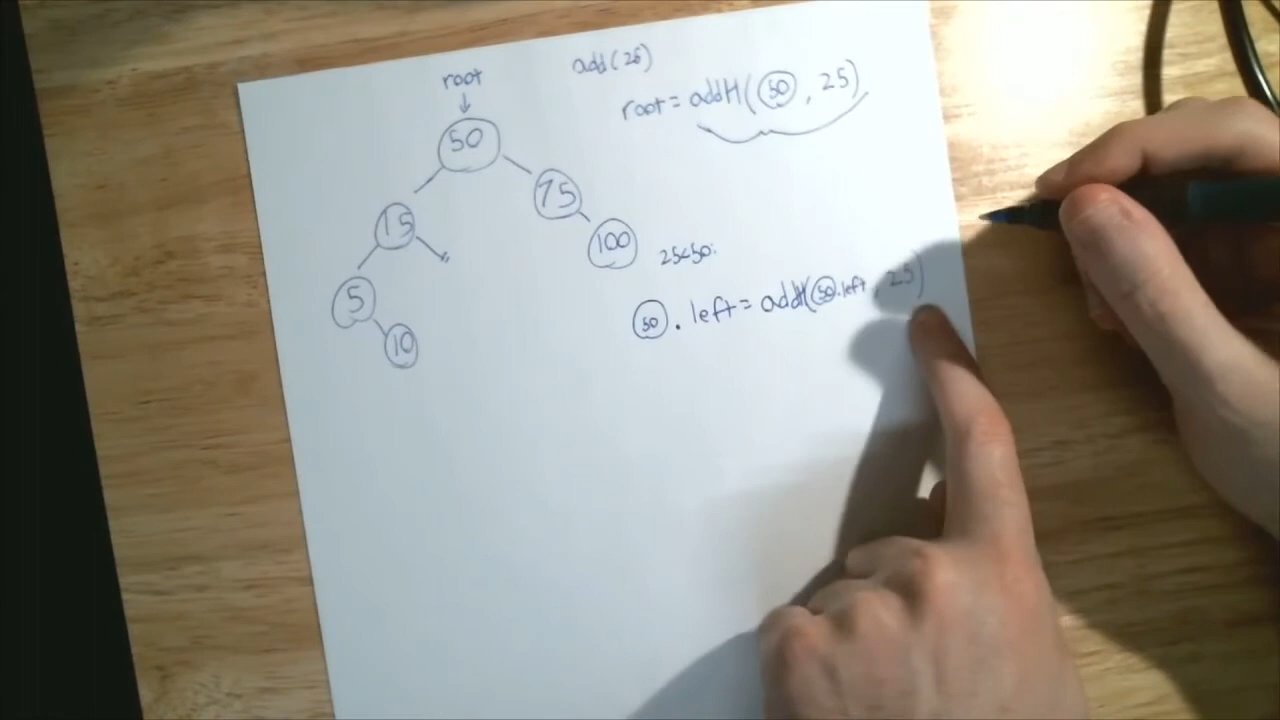 root
add(25)
root = addH(50, 25)
50
15
75
100
5
10
25<50:
50.left = addH(50.left, 25)